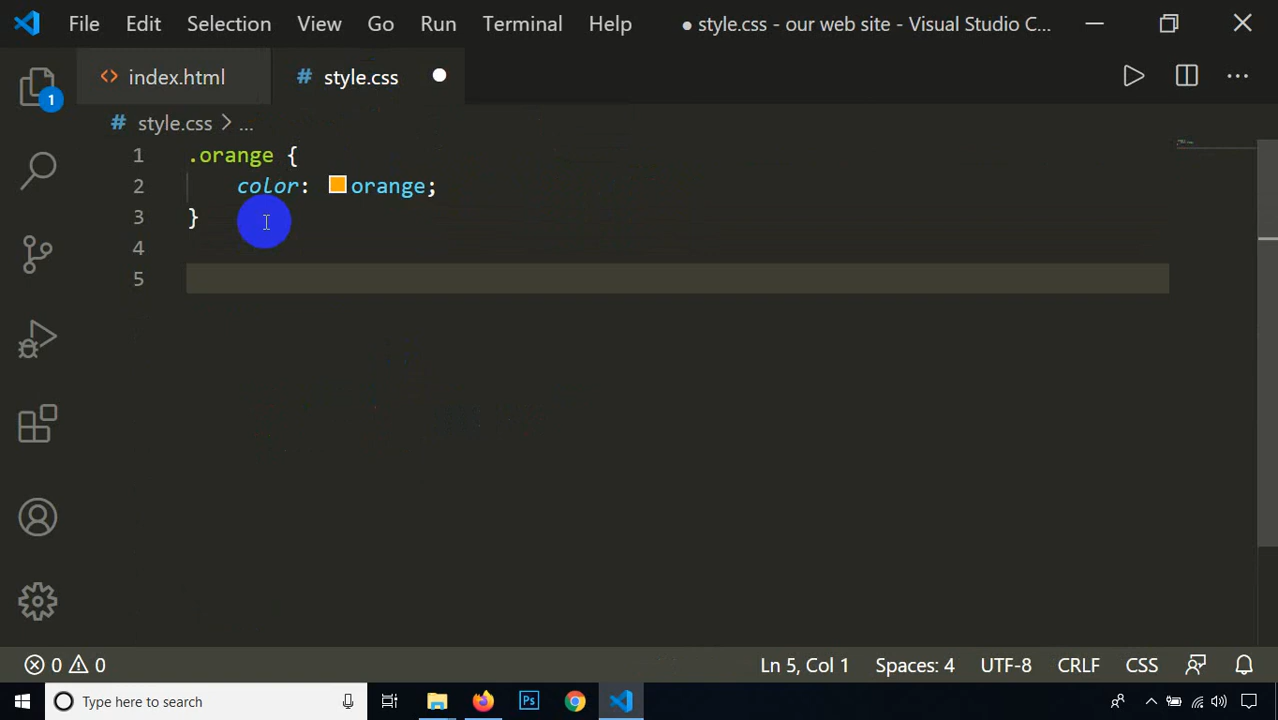 File Edit Selection View Go Run Terminal Help ● style.css - our web site - Visual Studio C...
<> index.html # style.css ●
# style.css > ...
1 .orange {
2 color: orange;
3 }
4
5
1
0 0 Ln 5, Col 1 Spaces: 4 UTF-8 CRLF CSS
Type here to search Ps